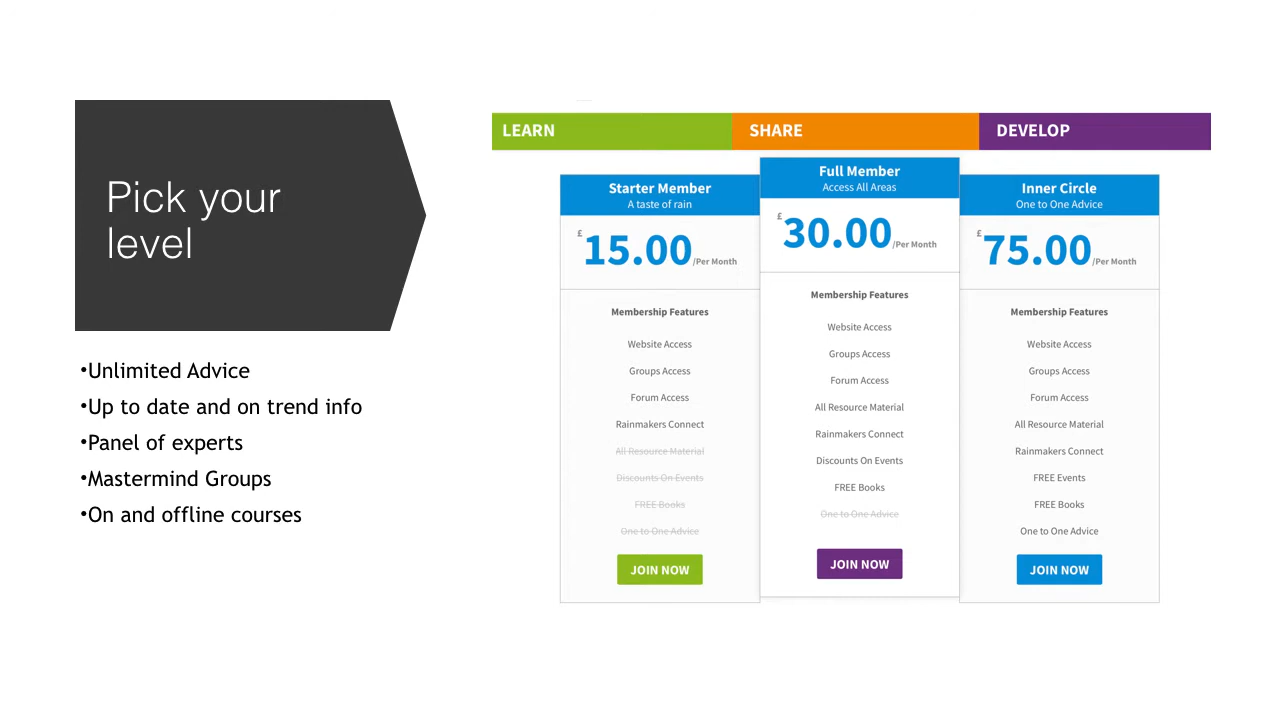 Pick your
level
•Unlimited Advice
•Up to date and on trend info
•Panel of experts
•Mastermind Groups
•On and offline courses
LEARN SHARE DEVELOP
Starter Member
A taste of rain
£15.00/Per Month
Membership Features
Website Access
Groups Access
Forum Access
Rainmakers Connect
All Resource Material
Discounts On Events
FREE Books
One to One Advice
JOIN NOW
Full Member
Access All Areas
£30.00/Per Month
Membership Features
Website Access
Groups Access
Forum Access
All Resource Material
Rainmakers Connect
Discounts On Events
FREE Books
One to One Advice
JOIN NOW
Inner Circle
One to One Advice
£75.00/Per Month
Membership Features
Website Access
Groups Access
Forum Access
All Resource Material
Rainmakers Connect
FREE Events
FREE Books
One to One Advice
JOIN NOW